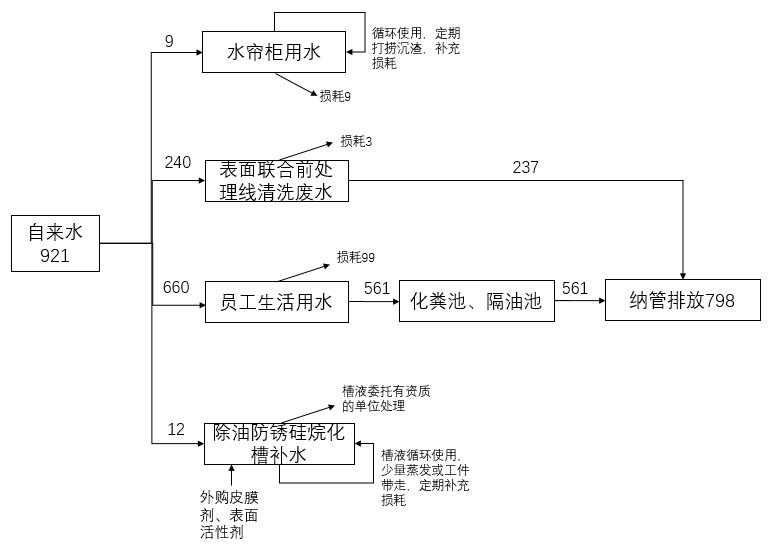 9
水帘柜用水
循环使用，定期
打捞沉渣，补充
损耗
损耗9
240
表面联合前处
理线清洗废水
损耗3
237
自来水
921
660
员工生活用水
损耗99
561
化粪池、隔油池
561
纳管排放798
槽液委托有资质
的单位处理
12
除油防锈硅烷化
槽补水
槽液循环使用，
少量蒸发或工件
带走，定期补充
损耗
外购皮膜
剂、表面
活性剂